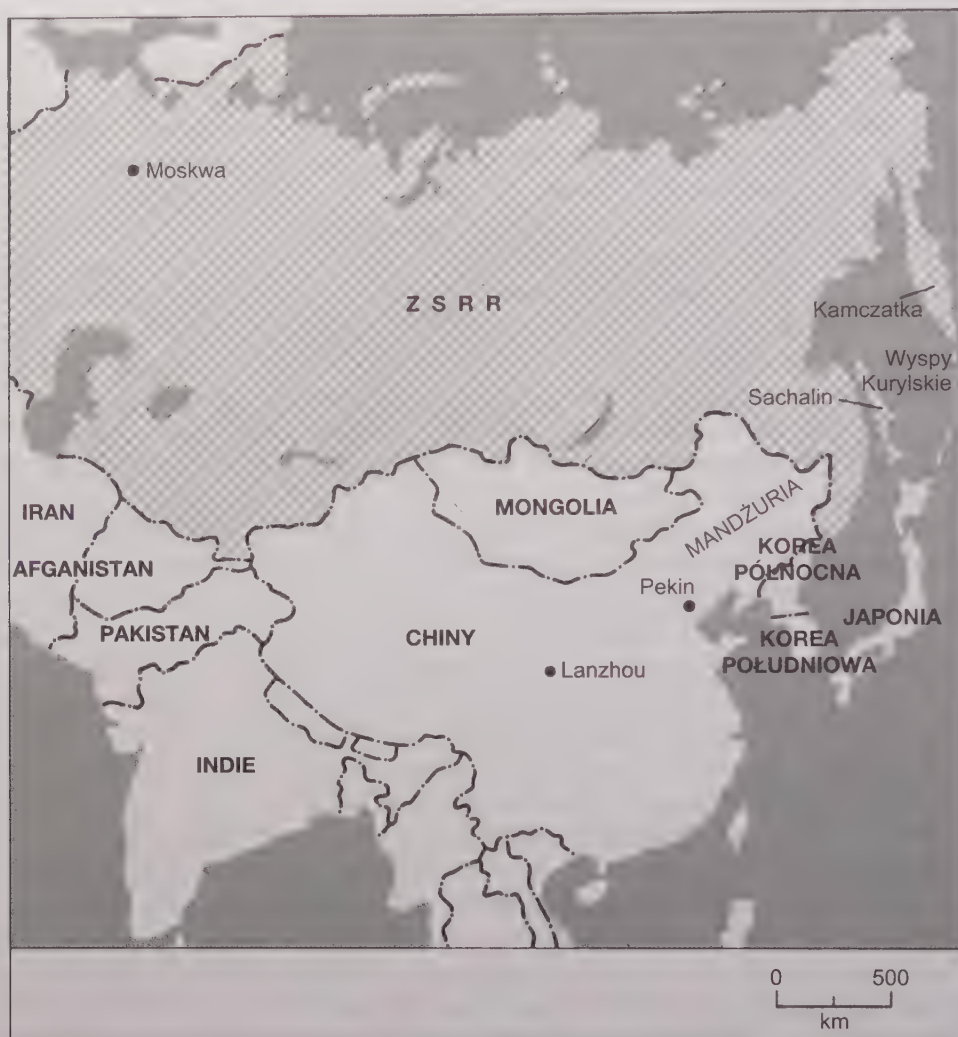 Moskwa
Z S R R
Kamczatka
Wyspy
Kurylskie
Sachalin
MONGOLIA
MANDŻURIA
IRAN
KOREA
PÓŁNOCNA
AFGANISTAN
Pekin
JAPONIA
PAKISTAN
CHINY
KOREA
POŁUDNIOWA
Lanzhou
INDIE
0 500
km